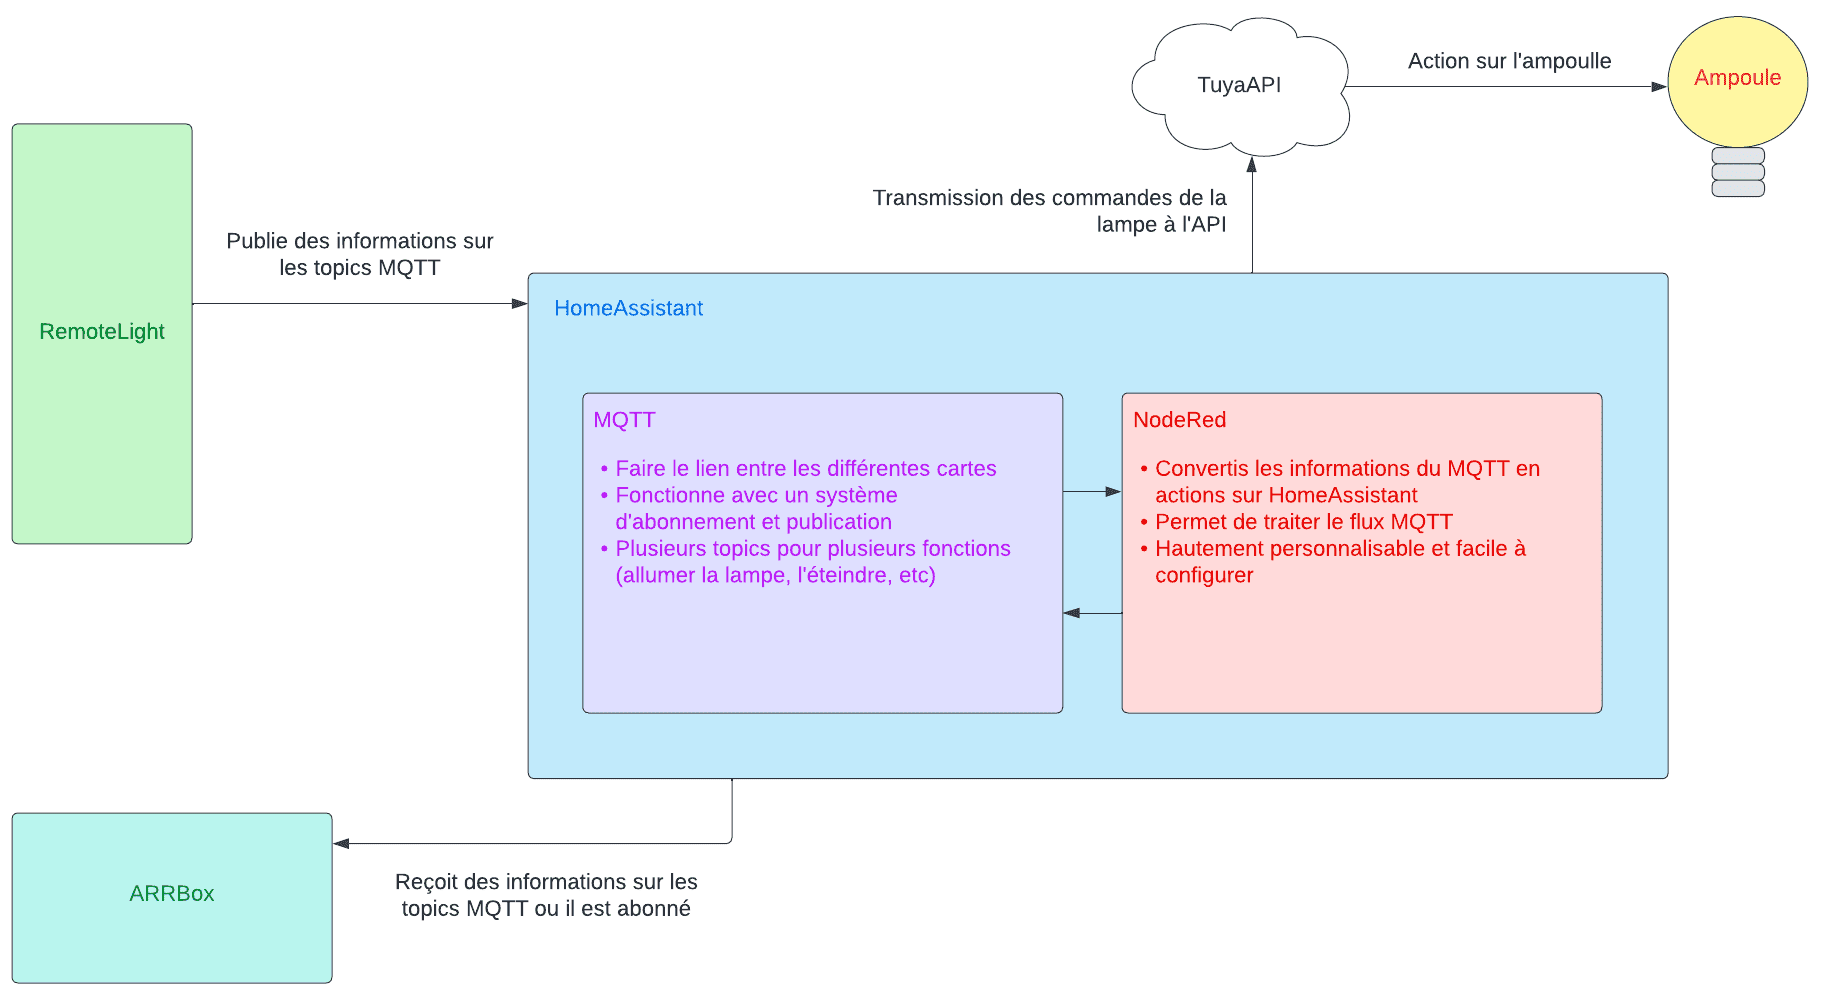 TuyaAPI
Action sur l'ampoulle
Ampoule
Transmission des commandes de la
lampe à l'API
Publie des informations sur
les topics MQTT
RemoteLight
HomeAssistant
MQTT
• Faire le lien entre les différentes cartes
• Fonctionne avec un système
d'abonnement et publication
• Plusieurs topics pour plusieurs fonctions
(allumer la lampe, l'éteindre, etc)
NodeRed
• Convertis les informations du MQTT en
actions sur HomeAssistant
• Permet de traiter le flux MQTT
• Hautement personnalisable et facile à
configurer
ARRBox
Reçoit des informations sur les
topics MQTT ou il est abonné